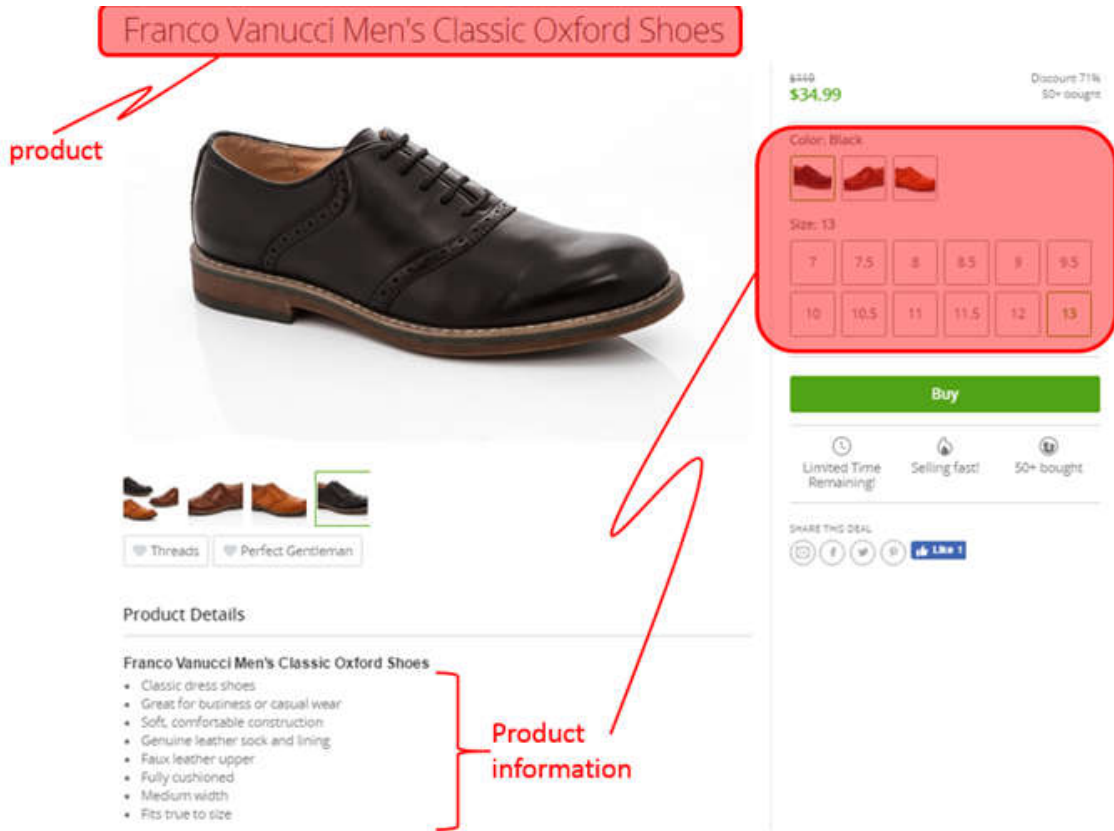 Franco Vanucci Men's Classic Oxford Shoes
product
$110
$34.99
Discount 71%
50+ bought
Color: Black
Size: 13
7 7.5 8 8.5 9 9.5
10 10.5 11 11.5 12 13
Buy
Limited Time Remaining!
Selling fast!
50+ bought
SHARE THIS DEAL
Like 1
Threads
Perfect Gentleman
Product Details
Franco Vanucci Men's Classic Oxford Shoes
• Classic dress shoes
• Great for business or casual wear
• Soft, comfortable construction
• Genuine leather sock and lining
• Faux leather upper
• Fully cushioned
• Medium width
• Fits true to size
Product
information